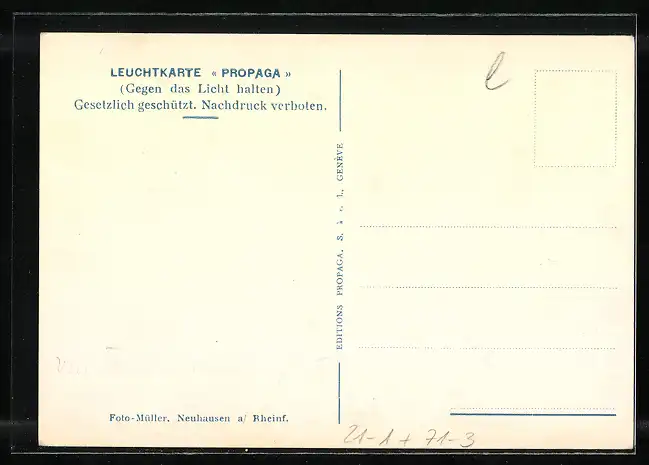 LEUCHTKARTE « PROPAGA »
(Gegen das Licht halten)
Gesetzlich geschützt. Nachdruck verboten.
EDITIONS PROPAGA, S. GENÈVE
Foto-Müller, Neuhausen a/ Rheinf.
l
21-1 + 71-3